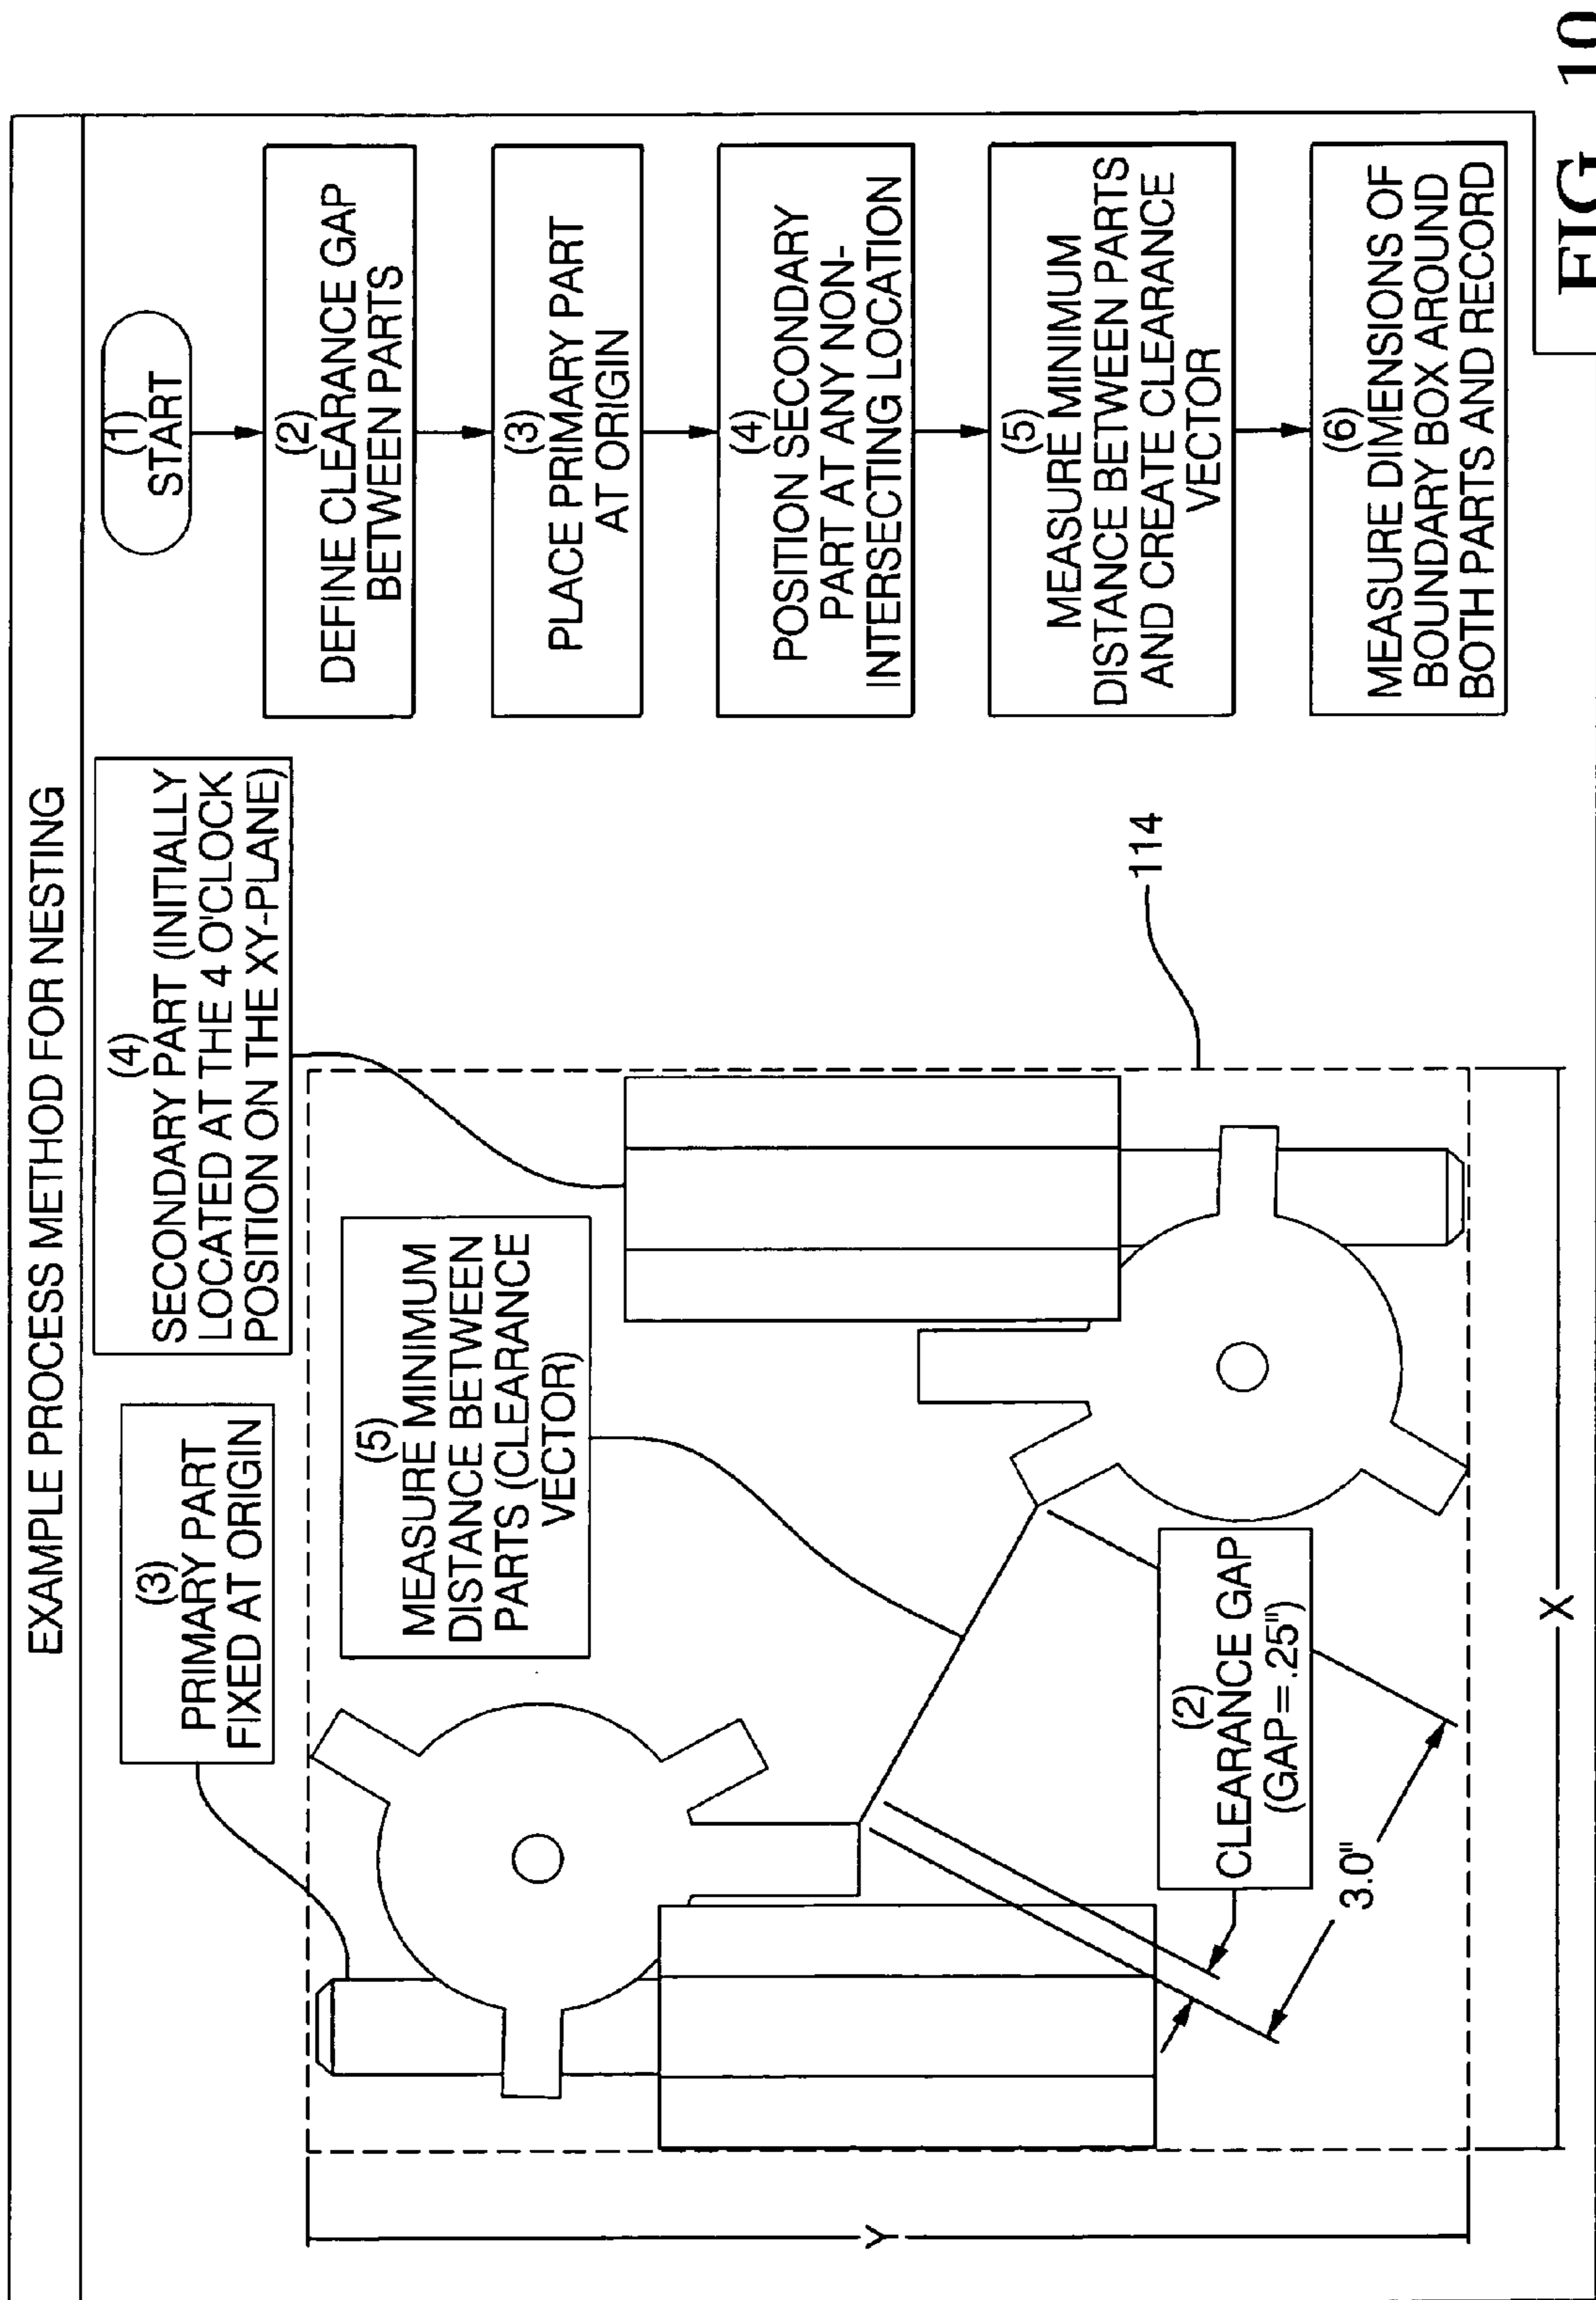 EXAMPLE PROCESS METHOD FOR NESTING
(3)
PRIMARY PART
FIXED AT ORIGIN
(4)
SECONDARY PART (INITIALLY
LOCATED AT THE 4 O'CLOCK
POSITION ON THE XY-PLANE)
(5)
MEASURE MINIMUM
DISTANCE BETWEEN
PARTS (CLEARANCE
VECTOR)
(2)
CLEARANCE GAP
(GAP=.25")
3.0"
114
Y
X
(1)
START
(2)
DEFINE CLEARANCE GAP
BETWEEN PARTS
(3)
PLACE PRIMARY PART
AT ORIGIN
(4)
POSITION SECONDARY
PART AT ANY NON-
INTERSECTING LOCATION
(5)
MEASURE MINIMUM
DISTANCE BETWEEN PARTS
AND CREATE CLEARANCE
VECTOR
(6)
MEASURE DIMENSIONS OF
BOUNDARY BOX AROUND
BOTH PARTS AND RECORD
FIG. 10